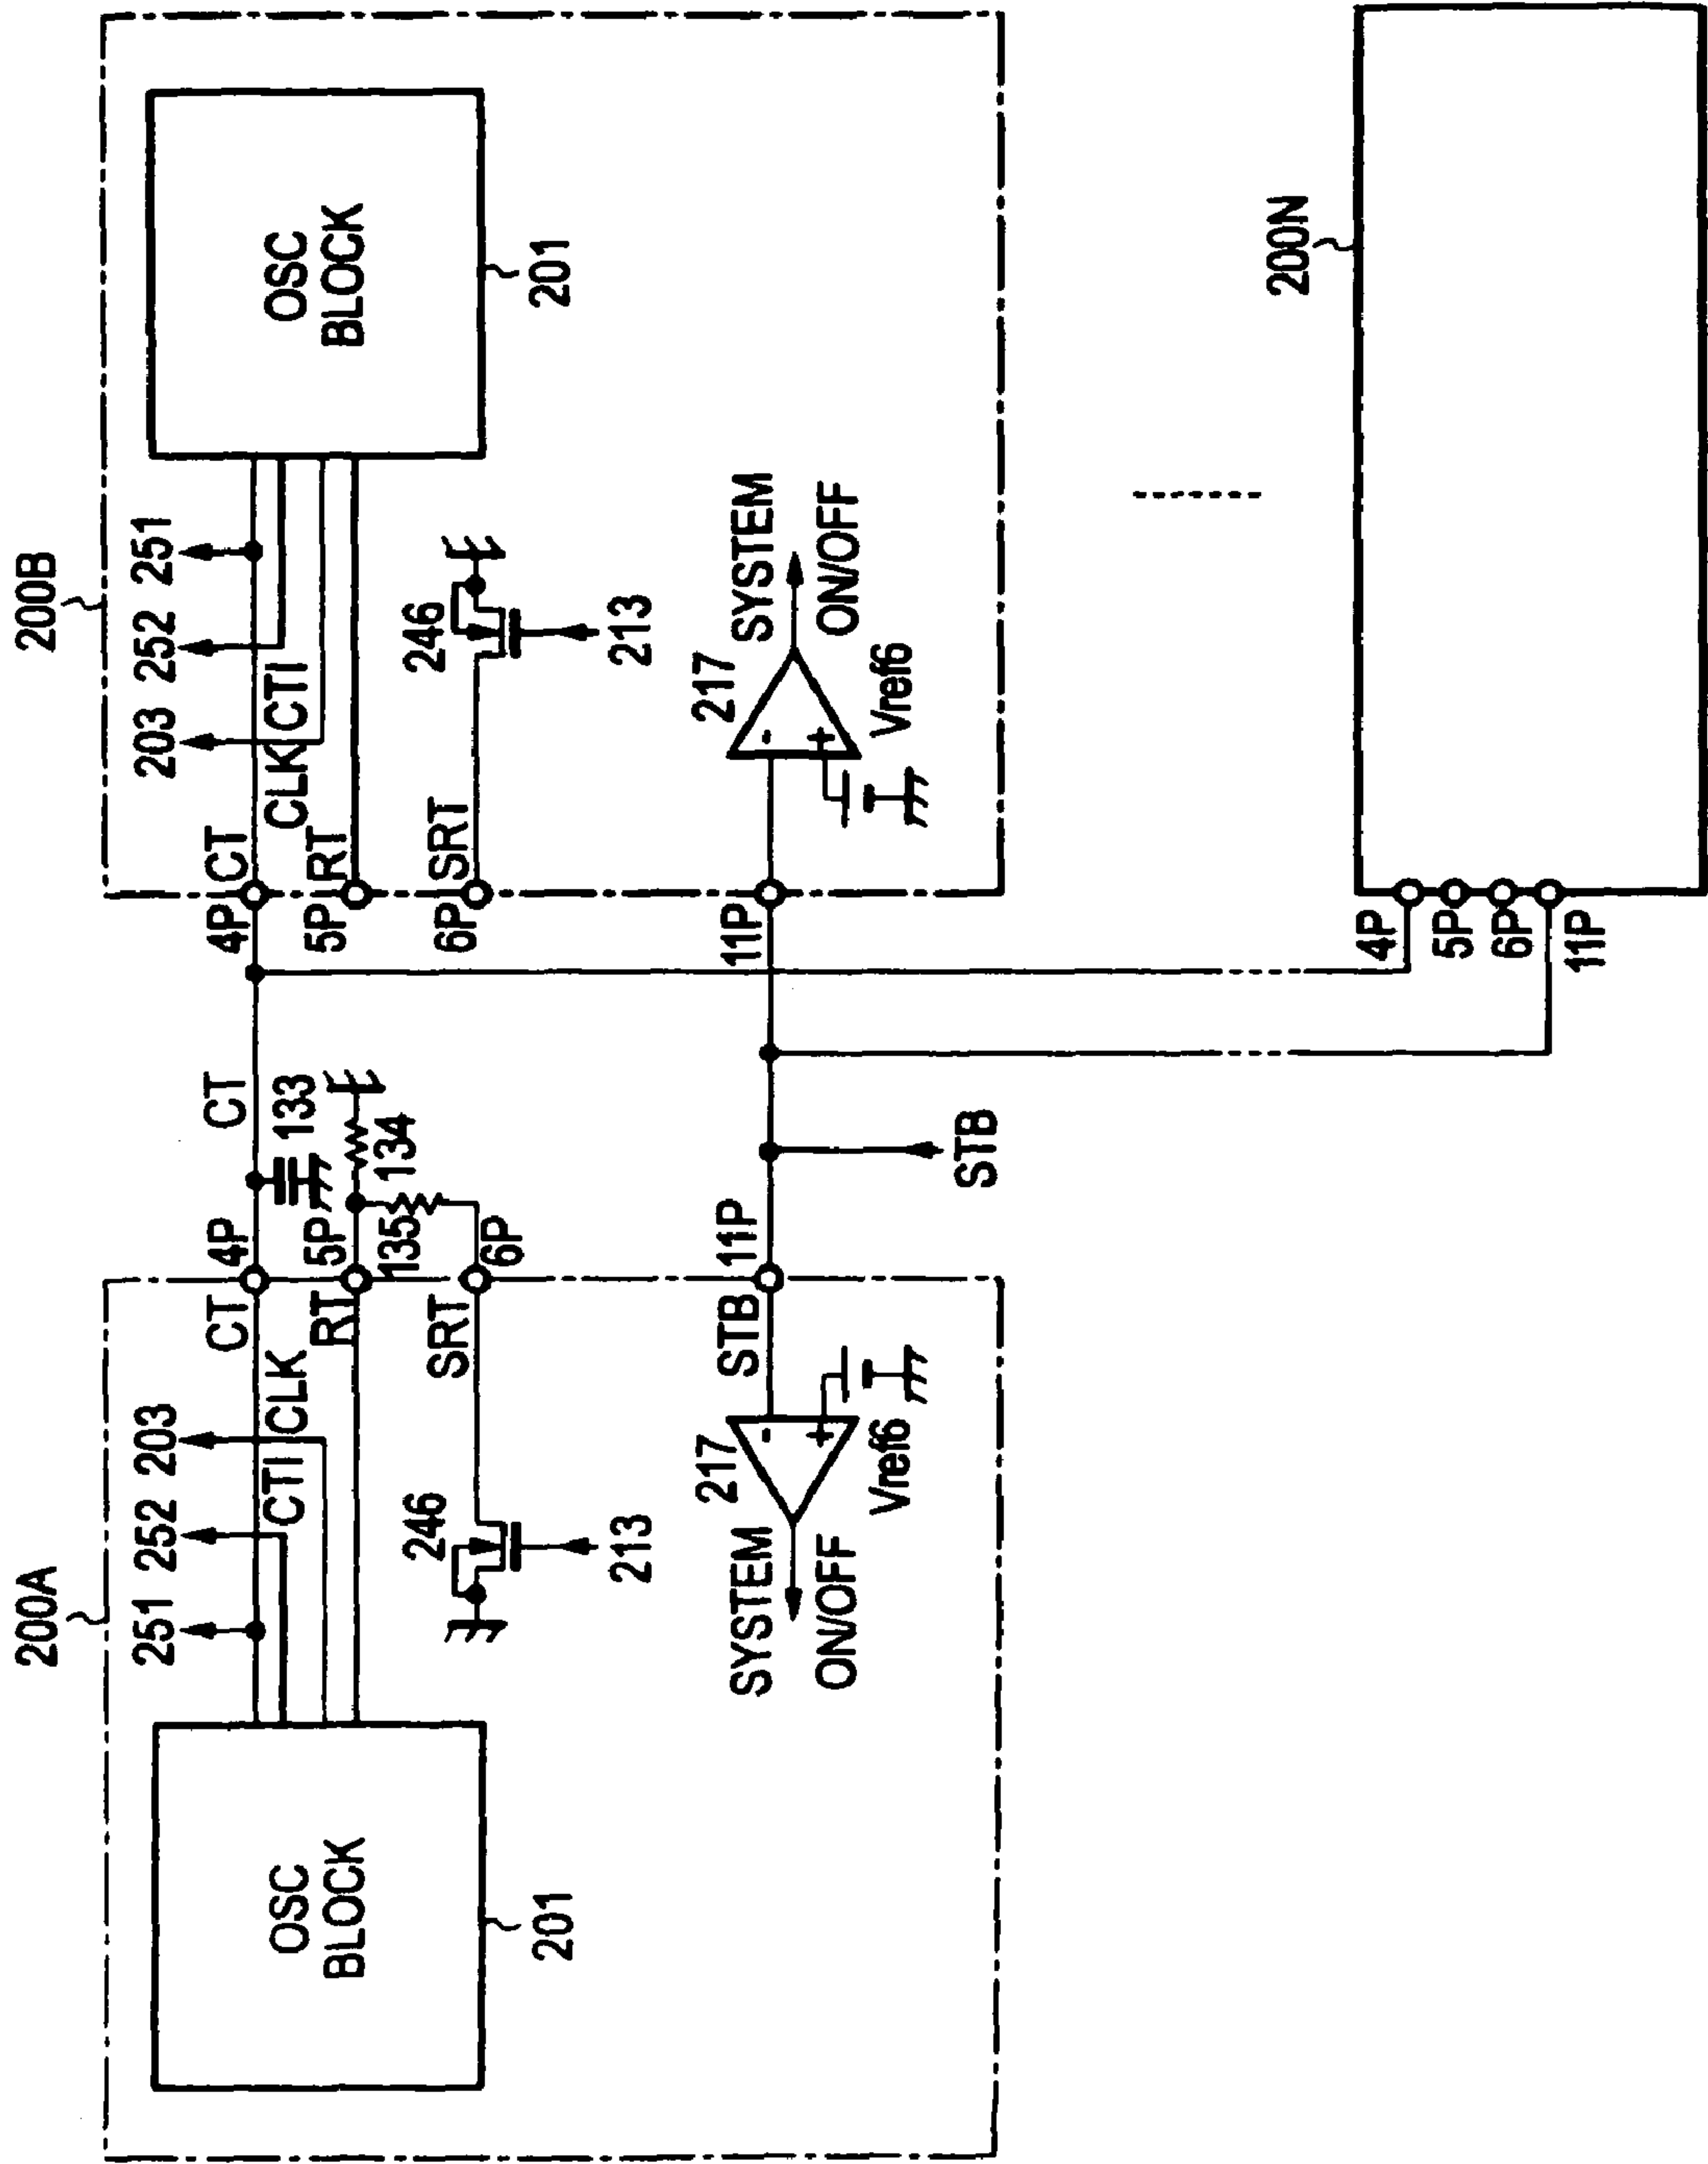 200A
251
252
203
CTI
CLK
CT
4P
RT
5P
SRT
6P
OSC
BLOCK
201
246
213
STB
11P
217
Vref6
SYSTEM
ON/OFF
CT
133
134
135
STB
200B
4P
CT
203
252
251
CLK
CTI
5P
RT
6P
SRT
OSC
BLOCK
201
246
213
11P
217
Vref6
SYSTEM
ON/OFF
200N
4P
5P
6P
11P